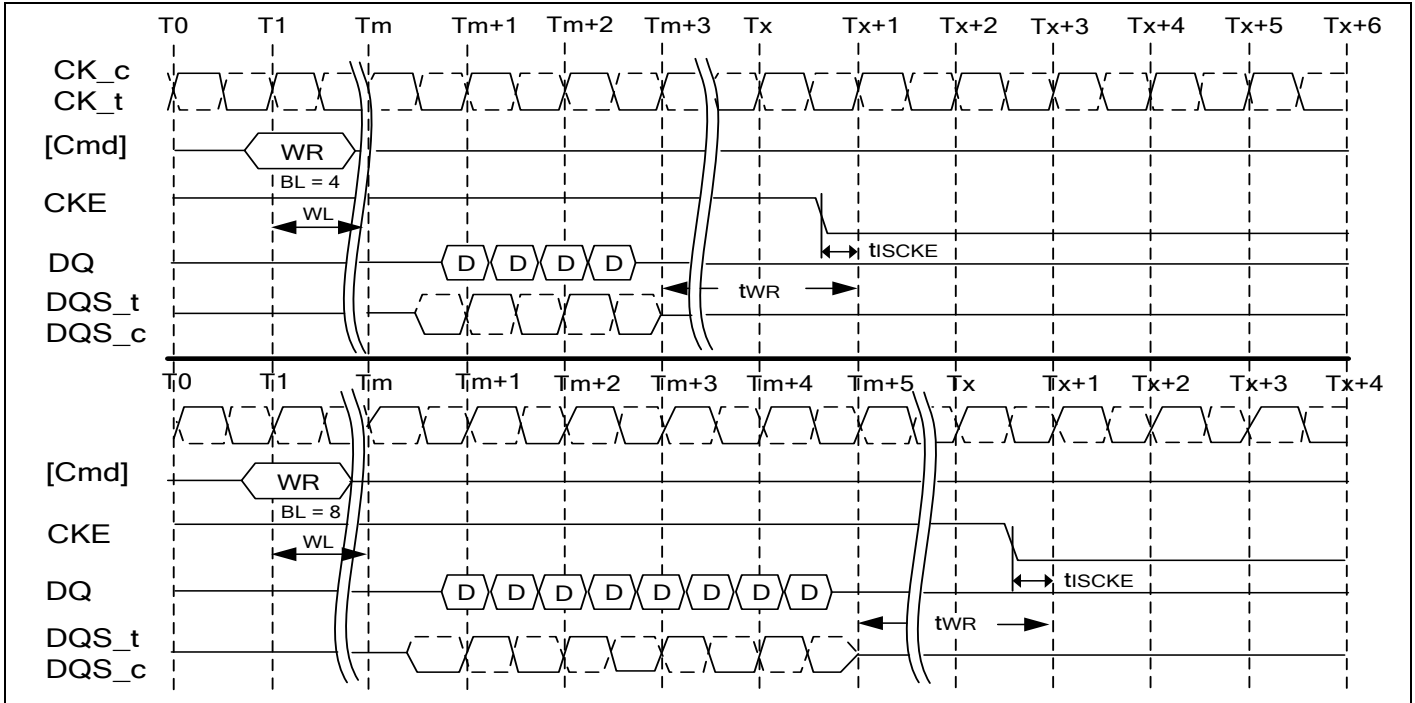 T0 T1 Tm Tm+1 Tm+2 Tm+3 Tx Tx+1 Tx+2 Tx+3 Tx+4 Tx+5 Tx+6
CK_c
CK_t
[Cmd] WR
BL = 4
CKE
WL
tISCKE
DQ D D D D
tWR
DQS_t
DQS_c
T0 T1 Tm Tm+1 Tm+2 Tm+3 Tm+4 Tm+5 Tx Tx+1 Tx+2 Tx+3 Tx+4
[Cmd] WR
BL = 8
CKE
WL
tISCKE
DQ D D D D D D D D
tWR
DQS_t
DQS_c